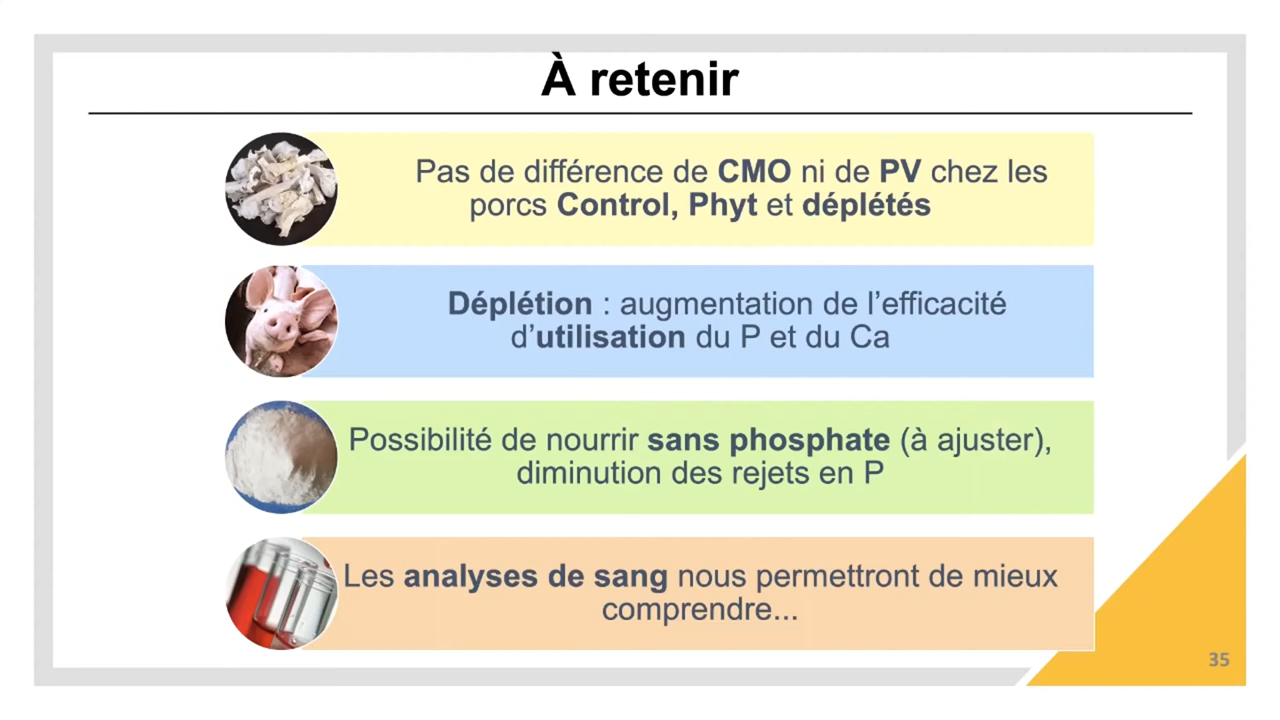 À retenir
Pas de différence de CMO ni de PV chez les
porcs Control, Phyt et déplétés
Déplétion : augmentation de l’efficacité
d’utilisation du P et du Ca
Possibilité de nourrir sans phosphate (à ajuster),
diminution des rejets en P
Les analyses de sang nous permettront de mieux
comprendre...
35